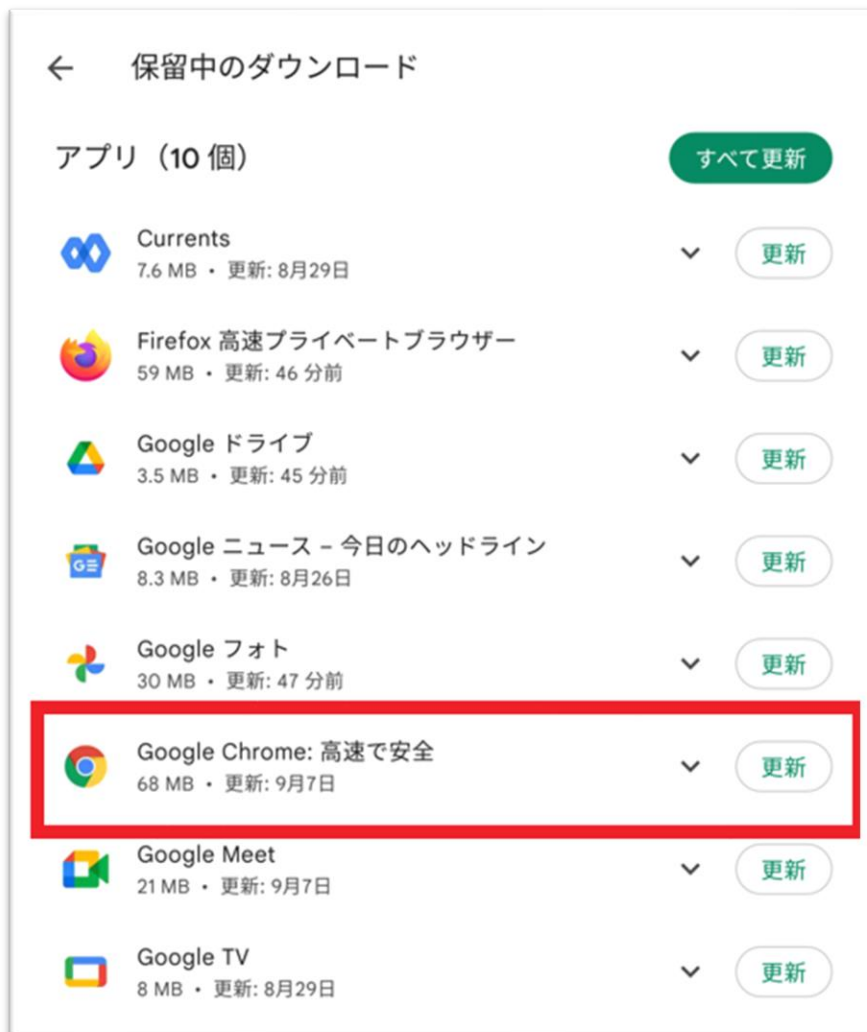 保留中のダウンロード
アプリ（10 個）
すべて更新
Currents
7.6 MB • 更新: 8月29日
更新
Firefox 高速プライベートブラウザー
59 MB • 更新: 46 分前
更新
Google ドライブ
3.5 MB • 更新: 45 分前
更新
Google ニュース – 今日のヘッドライン
8.3 MB • 更新: 8月26日
更新
Google フォト
30 MB • 更新: 47 分前
更新
Google Chrome: 高速で安全
68 MB • 更新: 9月7日
更新
Google Meet
21 MB • 更新: 9月7日
更新
Google TV
8 MB • 更新: 8月29日
更新